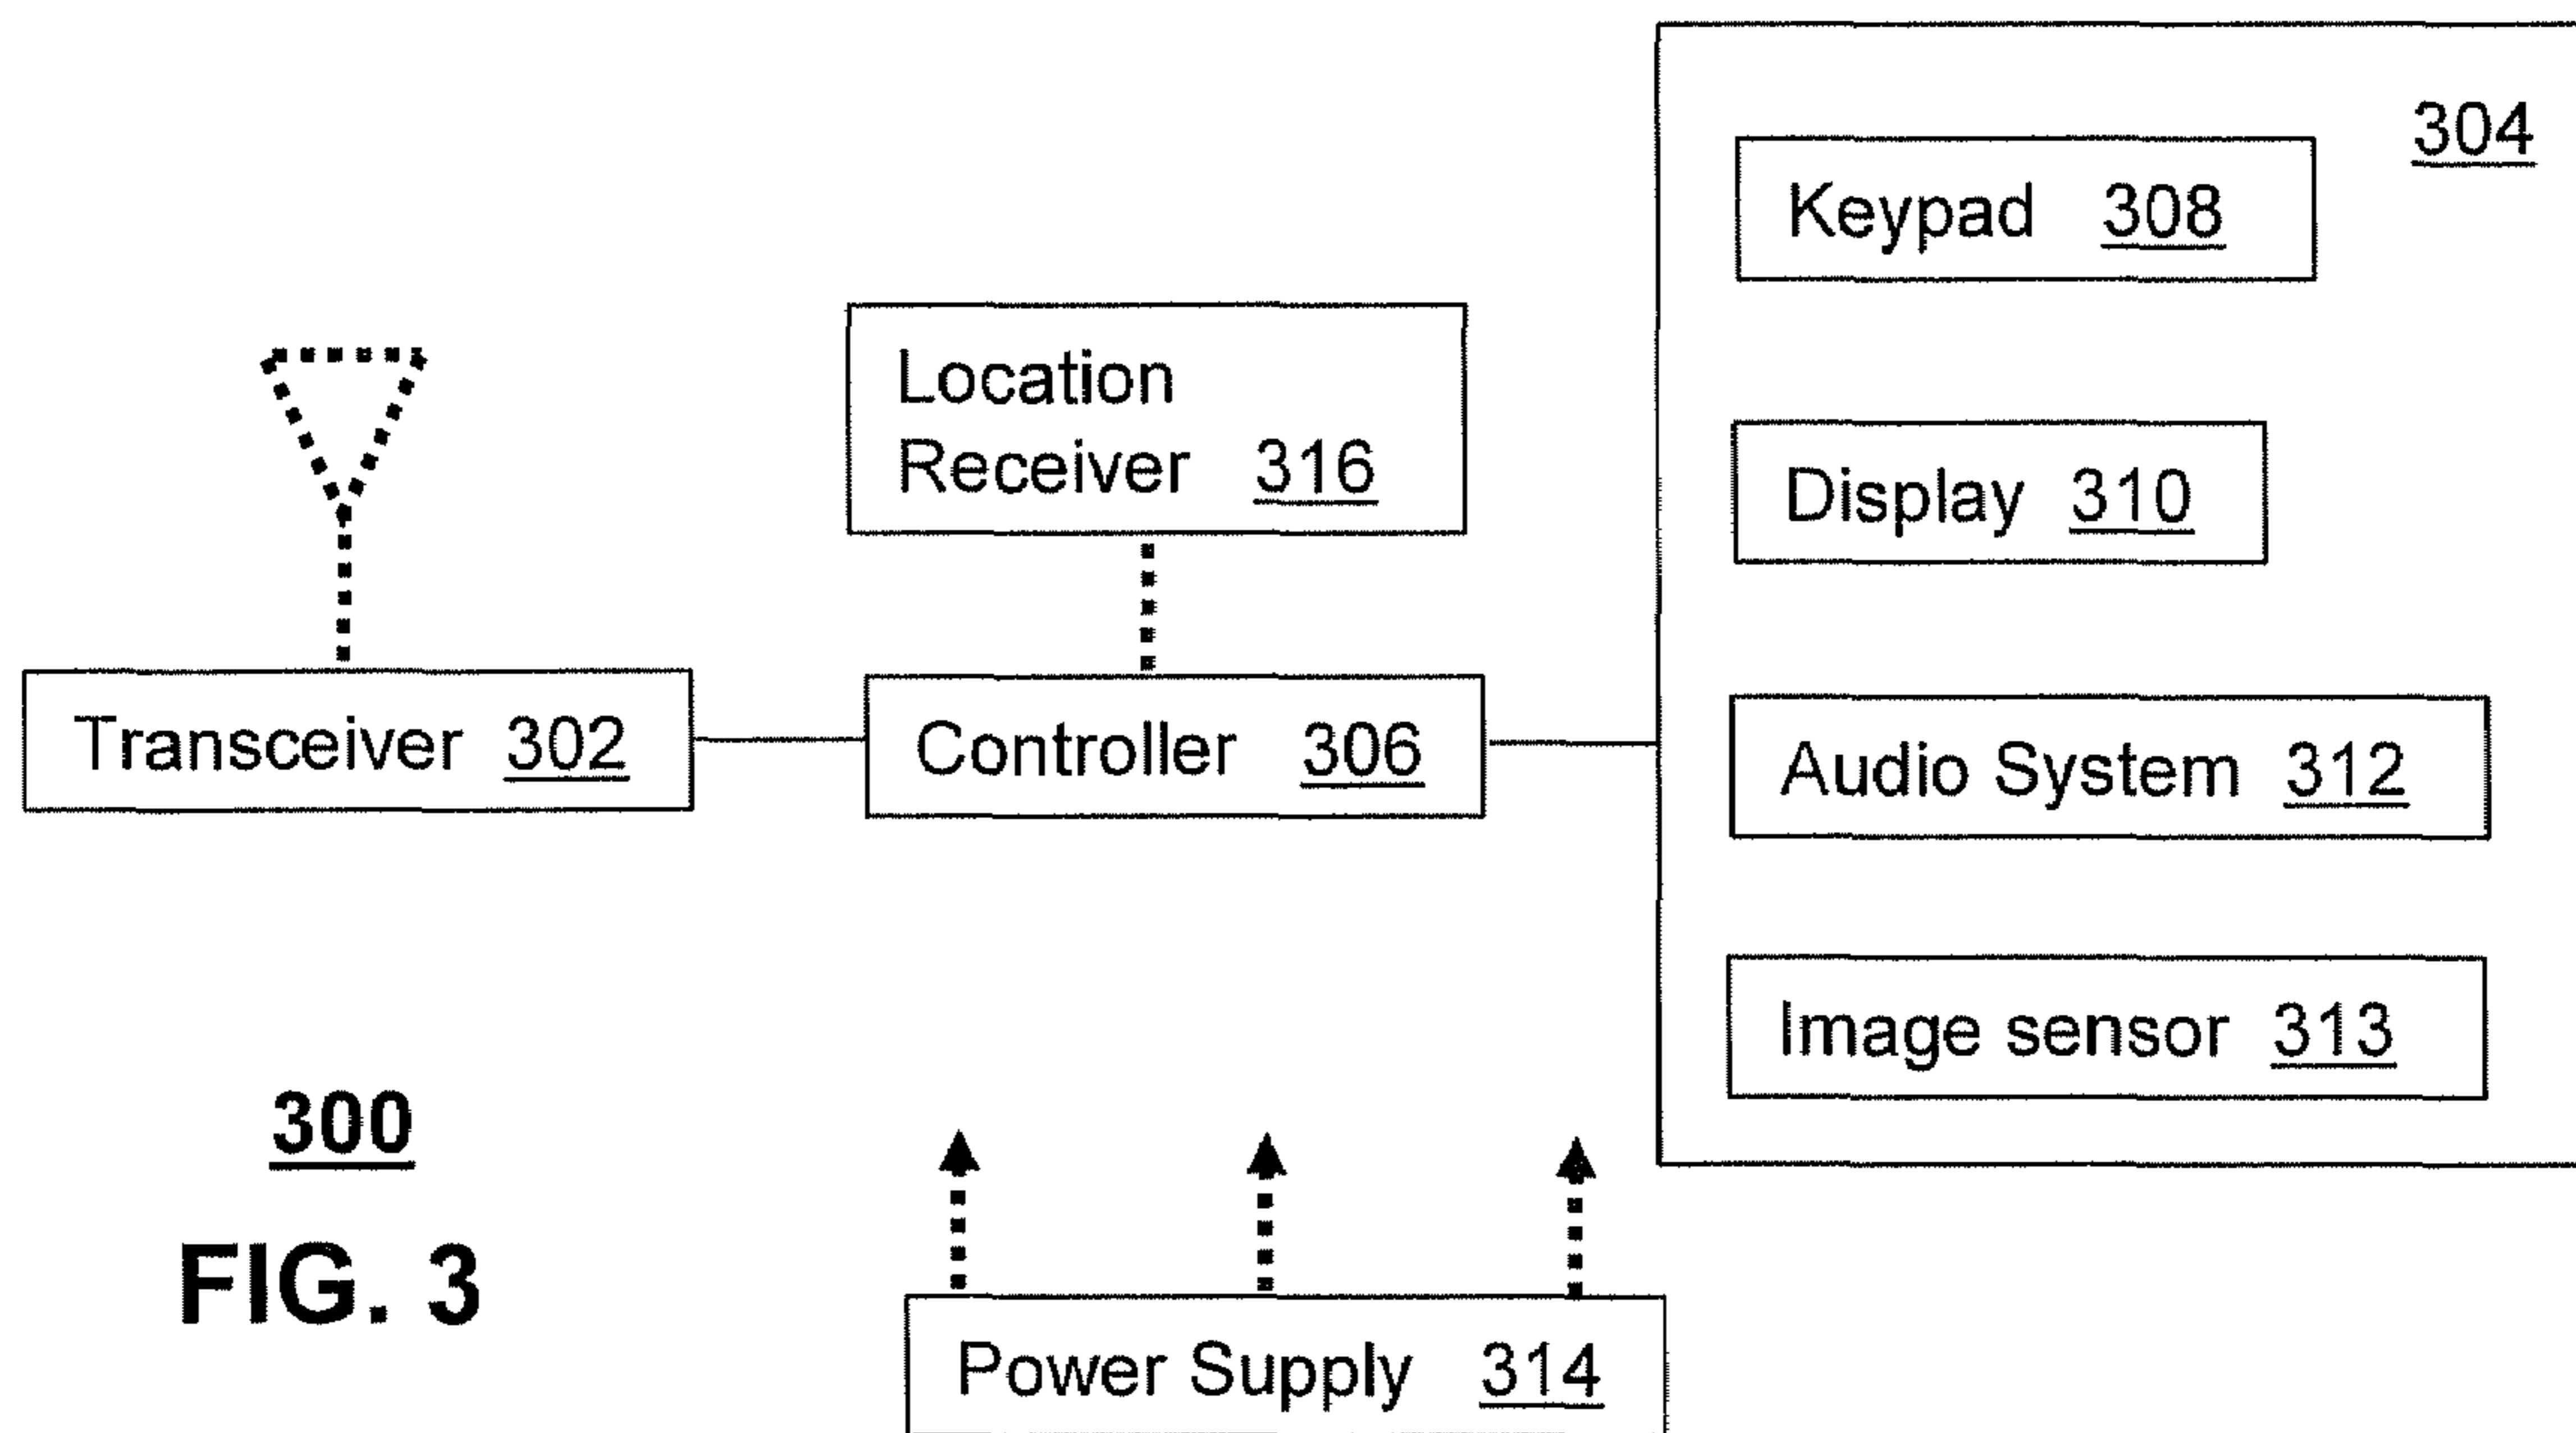 304
Keypad 308
Location
Receiver 316
Display 310
Transceiver 302
Controller 306
Audio System 312
Image sensor 313
300
FIG. 3
Power Supply 314